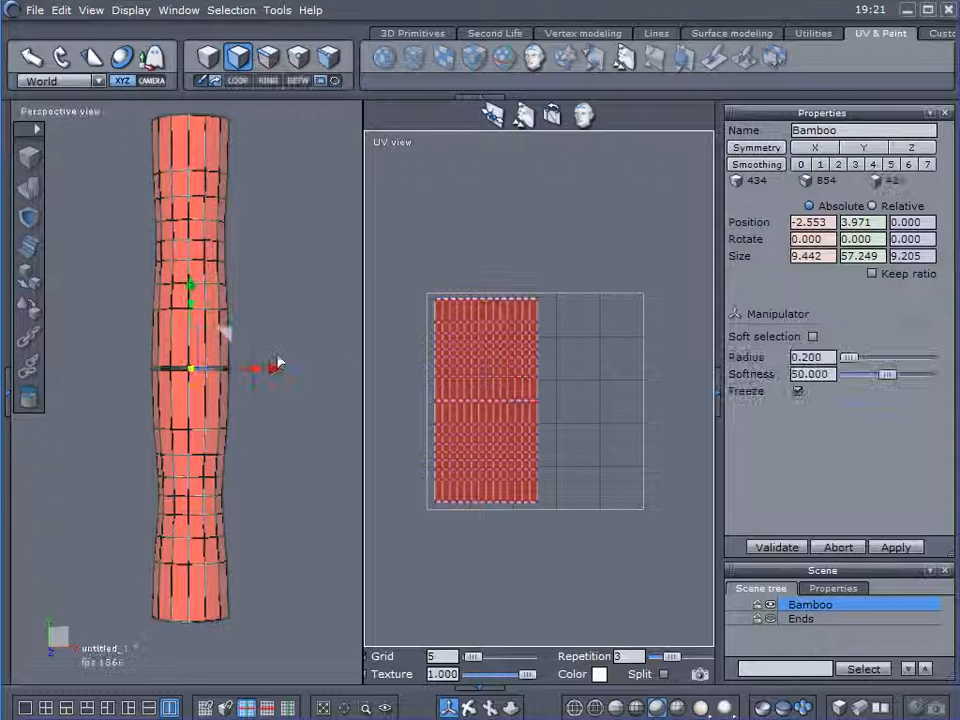 File Edit View Display Window Selection Tools Help
19:21
3D Primitives Second Life Vertex modeling Lines Surface modeling Utilities UV & Paint Custo
World XYZ CAMERA
LOOP RING BETW
Perspective view
UV view
Properties
Name Bamboo
Symmetry X Y Z
Smoothing 0 1 2 3 4 5 6 7
434 854
Absolute Relative
Position -2.553 3.971 0.000
Rotate 0.000 0.000 0.000
Size 9.442 57.249 9.205
Keep ratio
Manipulator
Soft selection
Radius 0.200
Softness 50.000
Freeze
Validate Abort Apply
Scene
Scene tree Properties
Bamboo
Ends
Select
untitled_1
fps 1866
Grid 5 Repetition 3
Texture 1.000 Color Split